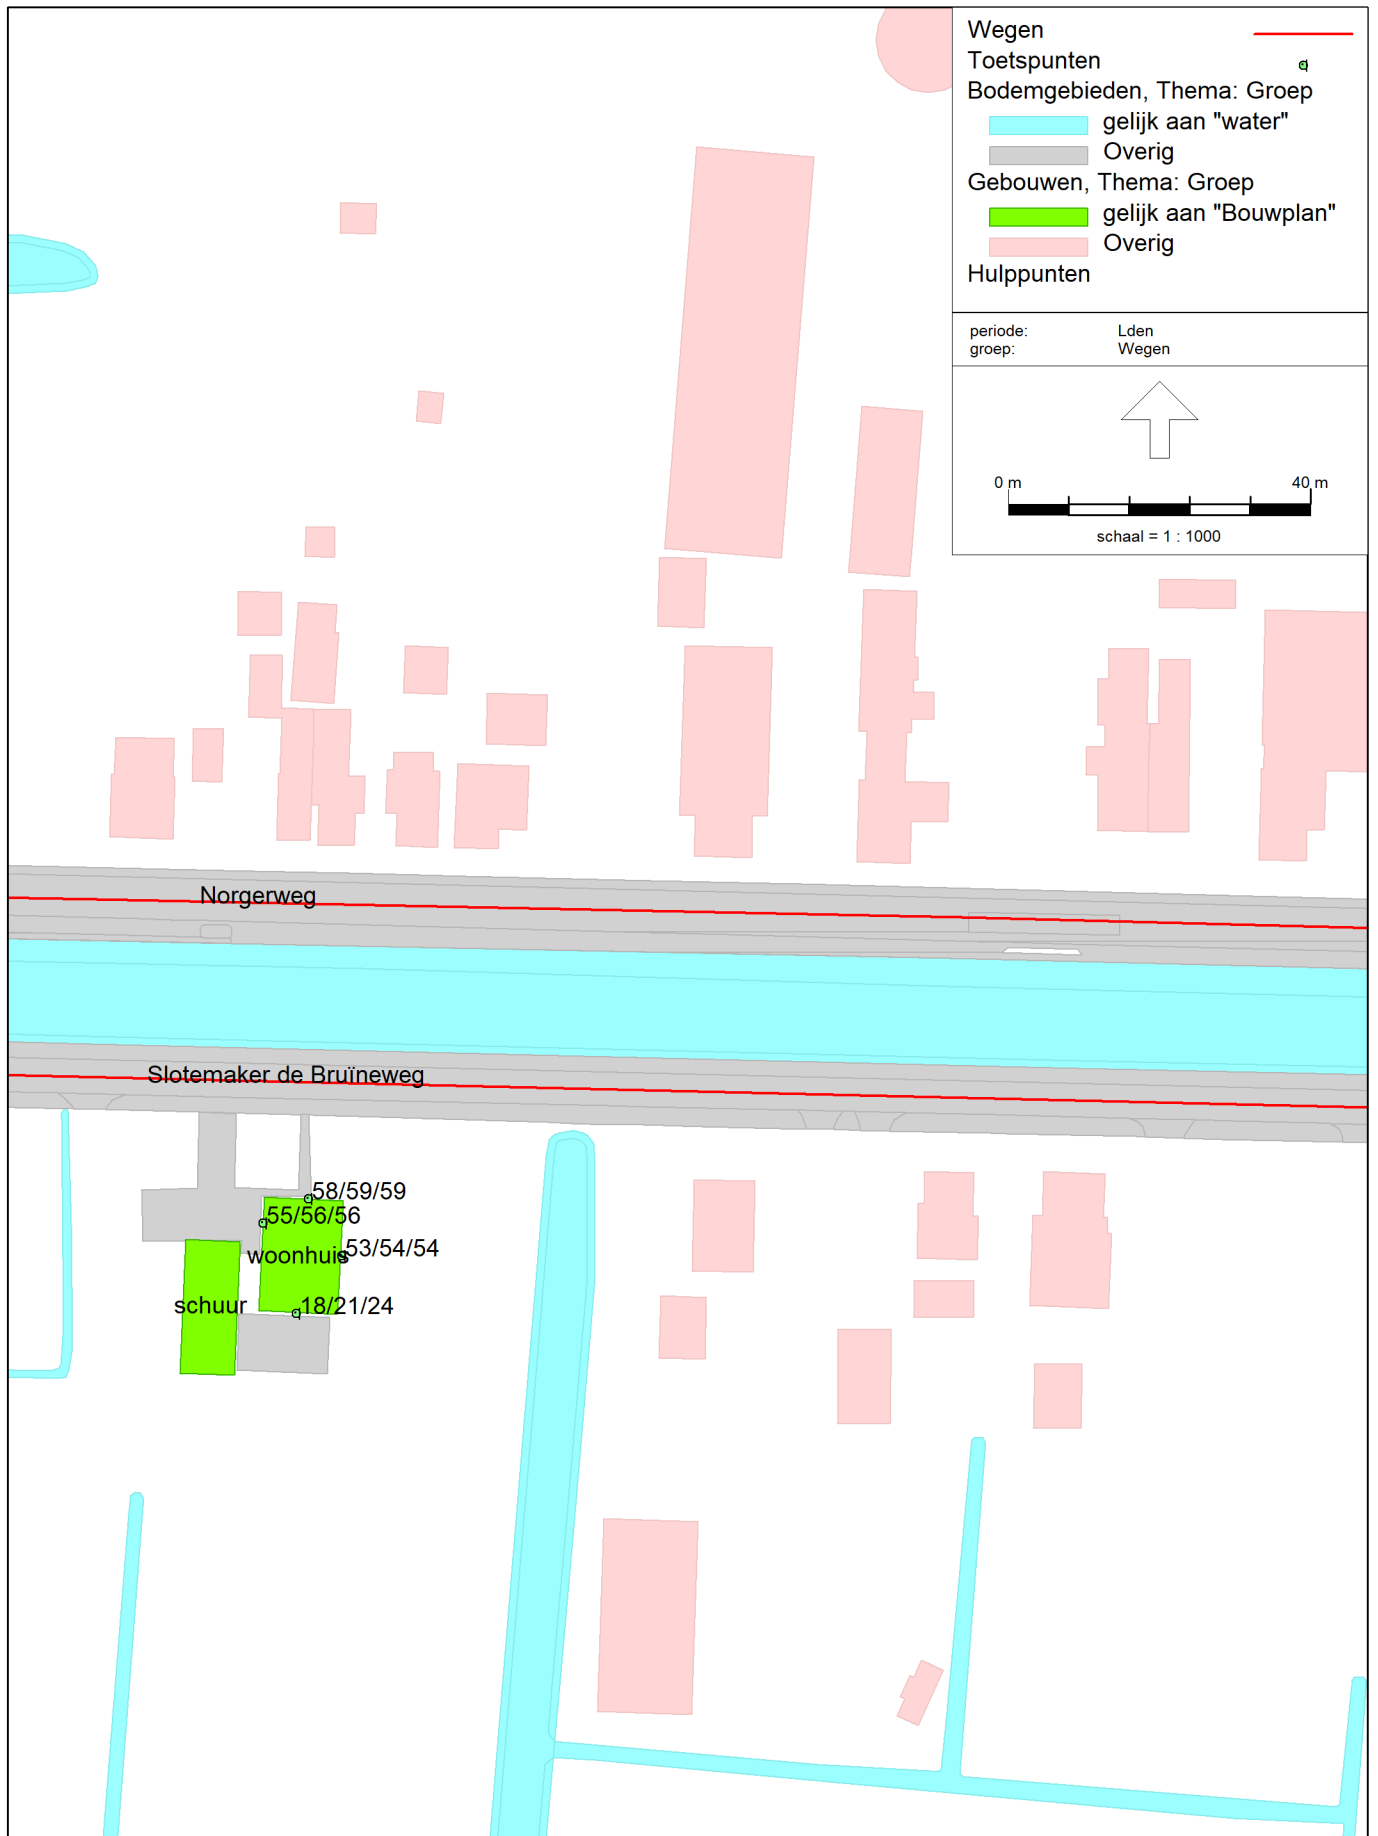 Wegen
Toetspunten
Bodemgebieden, Thema: Groep
gelijk aan "water"
Overig
Gebouwen, Thema: Groep
gelijk aan "Bouwplan"
Overig
Hulppunten
periode: Lden
groep: Wegen
0 m 40 m
schaal = 1 : 1000
Norgerweg
Slotemaker de Bruïneweg
58/59/59
55/56/56
woonhuis 53/54/54
schuur 18/21/24